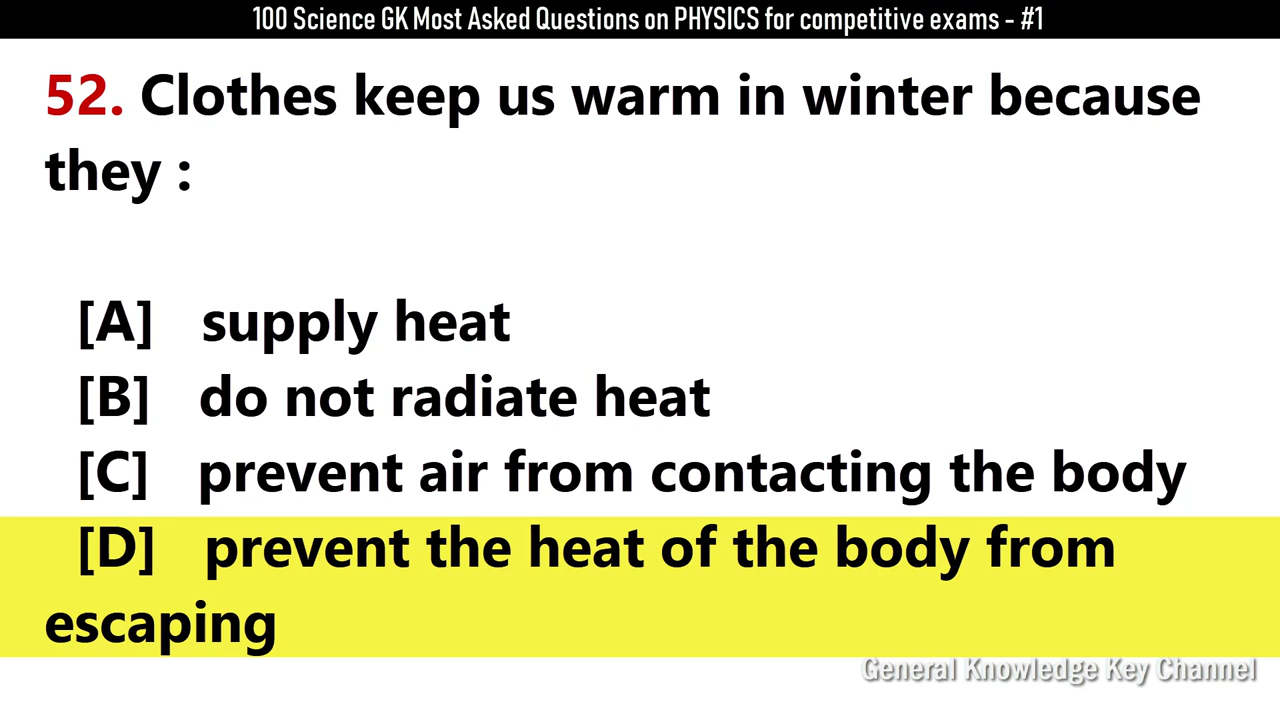 100 Science GK Most Asked Questions on PHYSICS for competitive exams - #1
52. Clothes keep us warm in winter because
they :
[A] supply heat
[B] do not radiate heat
[C] prevent air from contacting the body
[D] prevent the heat of the body from
escaping
General Knowledge Key Channel